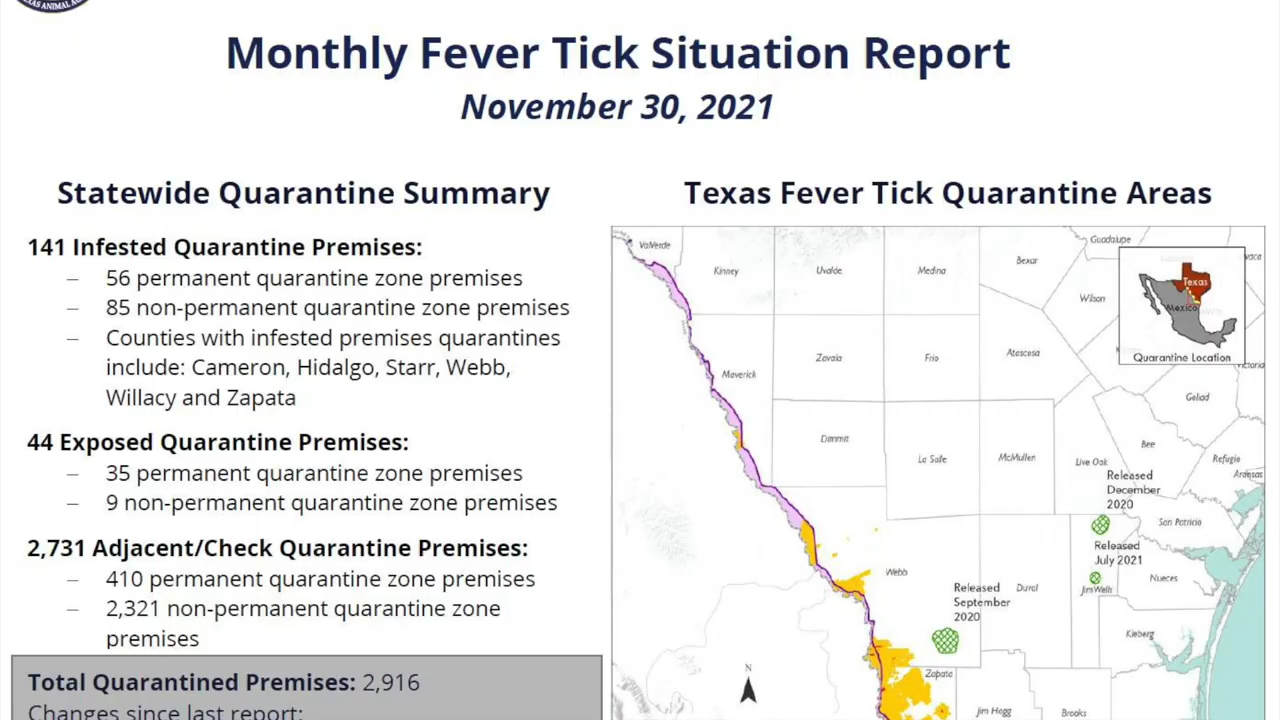 Monthly Fever Tick Situation Report
November 30, 2021
Statewide Quarantine Summary
141 Infested Quarantine Premises:
– 56 permanent quarantine zone premises
– 85 non-permanent quarantine zone premises
– Counties with infested premises quarantines
include: Cameron, Hidalgo, Starr, Webb,
Willacy and Zapata
44 Exposed Quarantine Premises:
– 35 permanent quarantine zone premises
– 9 non-permanent quarantine zone premises
2,731 Adjacent/Check Quarantine Premises:
– 410 permanent quarantine zone premises
– 2,321 non-permanent quarantine zone
premises
Total Quarantined Premises: 2,916
Changes since last report:
Texas Fever Tick Quarantine Areas
ValVerde
Kinney
Uvalde
Medina
Bexar
Guadalupe
Wilson
Texas
Mexico
Quarantine Location
Maverick
Zavala
Frio
Atascosa
Victoria
Goliad
Dimmit
La Salle
McMullen
Live Oak
Bee
Refugio
Aransas
Released
December
2020
San Patricio
Released
July 2021
Webb
Duval
Jim Wells
Nueces
Released
September
2020
Kleberg
Zapata
Jim Hogg
Brooks
N